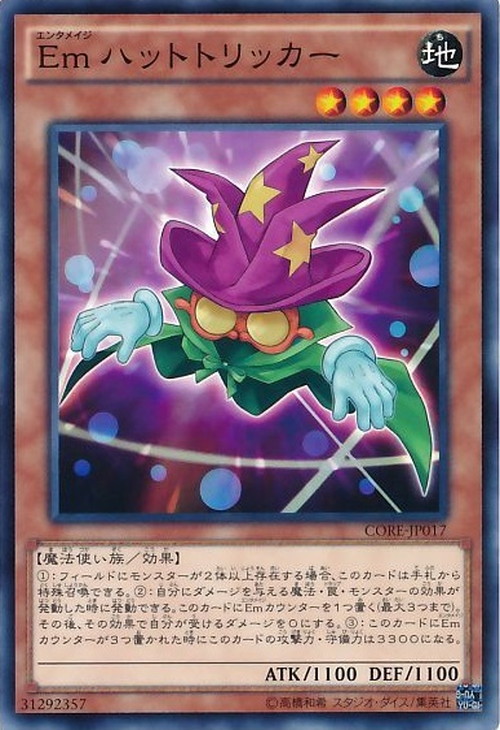 エンタメイジ
Em ハットトリッカー
ち
地
CORE-JP017
【魔法使い族／効果】
①：フィールドにモンスターが２体以上存在する場合、このカードは手札から
特殊召喚できる。②：自分にダメージを与える魔法・罠・モンスターの効果が
発動した時に発動できる。このカードにEmカウンターを１つ置く(最大３つまで)。
その後、その効果で自分が受けるダメージを０にする。③：このカードにEm
カウンターが３つ置かれた時にこのカードの攻撃力・守備力は３３００になる。
ATK/1100 DEF/1100
31292357
©高橋和希 スタジオ・ダイス/集英社